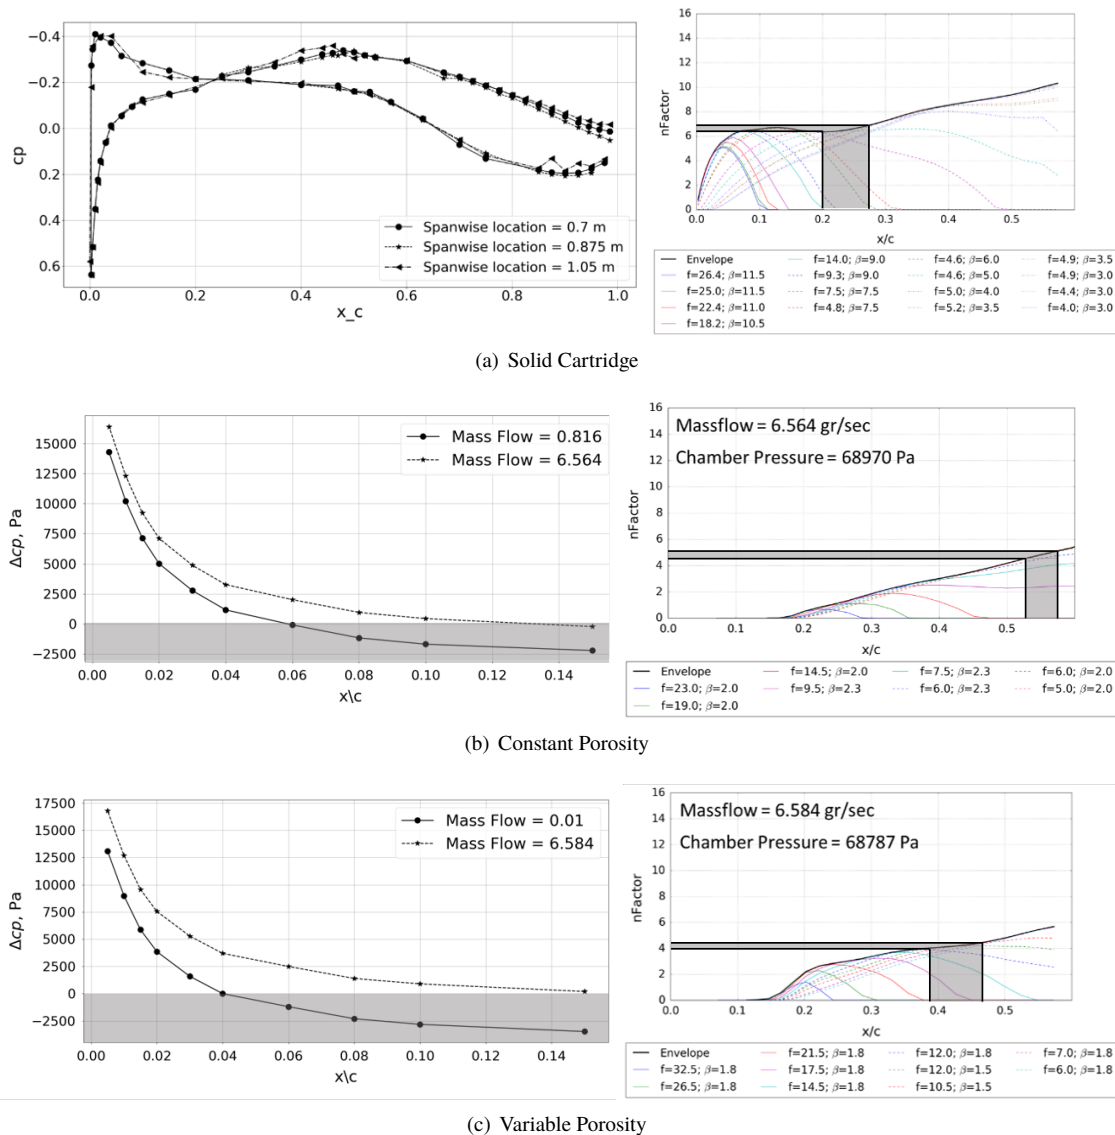 −0.4
−0.2
0.0
0.2
0.4
0.6
cp
0.0
0.2
0.4
0.6
0.8
1.0
x_c
Spanwise location = 0.7 m
Spanwise location = 0.875 m
Spanwise location = 1.05 m
16
14
12
10
8
6
4
2
0
nFactor
0.0
0.1
0.2
0.3
0.4
0.5
x/c
Envelope
f=26.4; β=11.5
f=25.0; β=11.5
f=22.4; β=11.0
f=18.2; β=10.5
f=14.0; β=9.0
f=9.3; β=9.0
f=7.5; β=7.5
f=4.8; β=7.5
f=4.6; β=6.0
f=4.6; β=5.0
f=5.0; β=4.0
f=5.2; β=3.5
f=4.9; β=3.5
f=4.9; β=3.0
f=4.4; β=3.0
f=4.0; β=3.0
(a) Solid Cartridge
15000
12500
10000
7500
5000
2500
0
−2500
Δcp, Pa
0.00
0.02
0.04
0.06
0.08
0.10
0.12
0.14
x\c
Mass Flow = 0.816
Mass Flow = 6.564
16
14
12
10
8
6
4
2
0
nFactor
Massflow = 6.564 gr/sec
Chamber Pressure = 68970 Pa
0.0
0.1
0.2
0.3
0.4
0.5
x/c
Envelope
f=23.0; β=2.0
f=19.0; β=2.0
f=14.5; β=2.0
f=9.5; β=2.3
f=7.5; β=2.3
f=6.0; β=2.3
f=6.0; β=2.0
f=5.0; β=2.0
(b) Constant Porosity
17500
15000
12500
10000
7500
5000
2500
0
−2500
Δcp, Pa
0.00
0.02
0.04
0.06
0.08
0.10
0.12
0.14
x\c
Mass Flow = 0.01
Mass Flow = 6.584
16
14
12
10
8
6
4
2
0
nFactor
Massflow = 6.584 gr/sec
Chamber Pressure = 68787 Pa
0.0
0.1
0.2
0.3
0.4
0.5
x/c
Envelope
f=32.5; β=1.8
f=26.5; β=1.8
f=21.5; β=1.8
f=17.5; β=1.8
f=14.5; β=1.8
f=12.0; β=1.8
f=12.0; β=1.5
f=10.5; β=1.5
f=7.0; β=1.8
f=6.0; β=1.8
(c) Variable Porosity